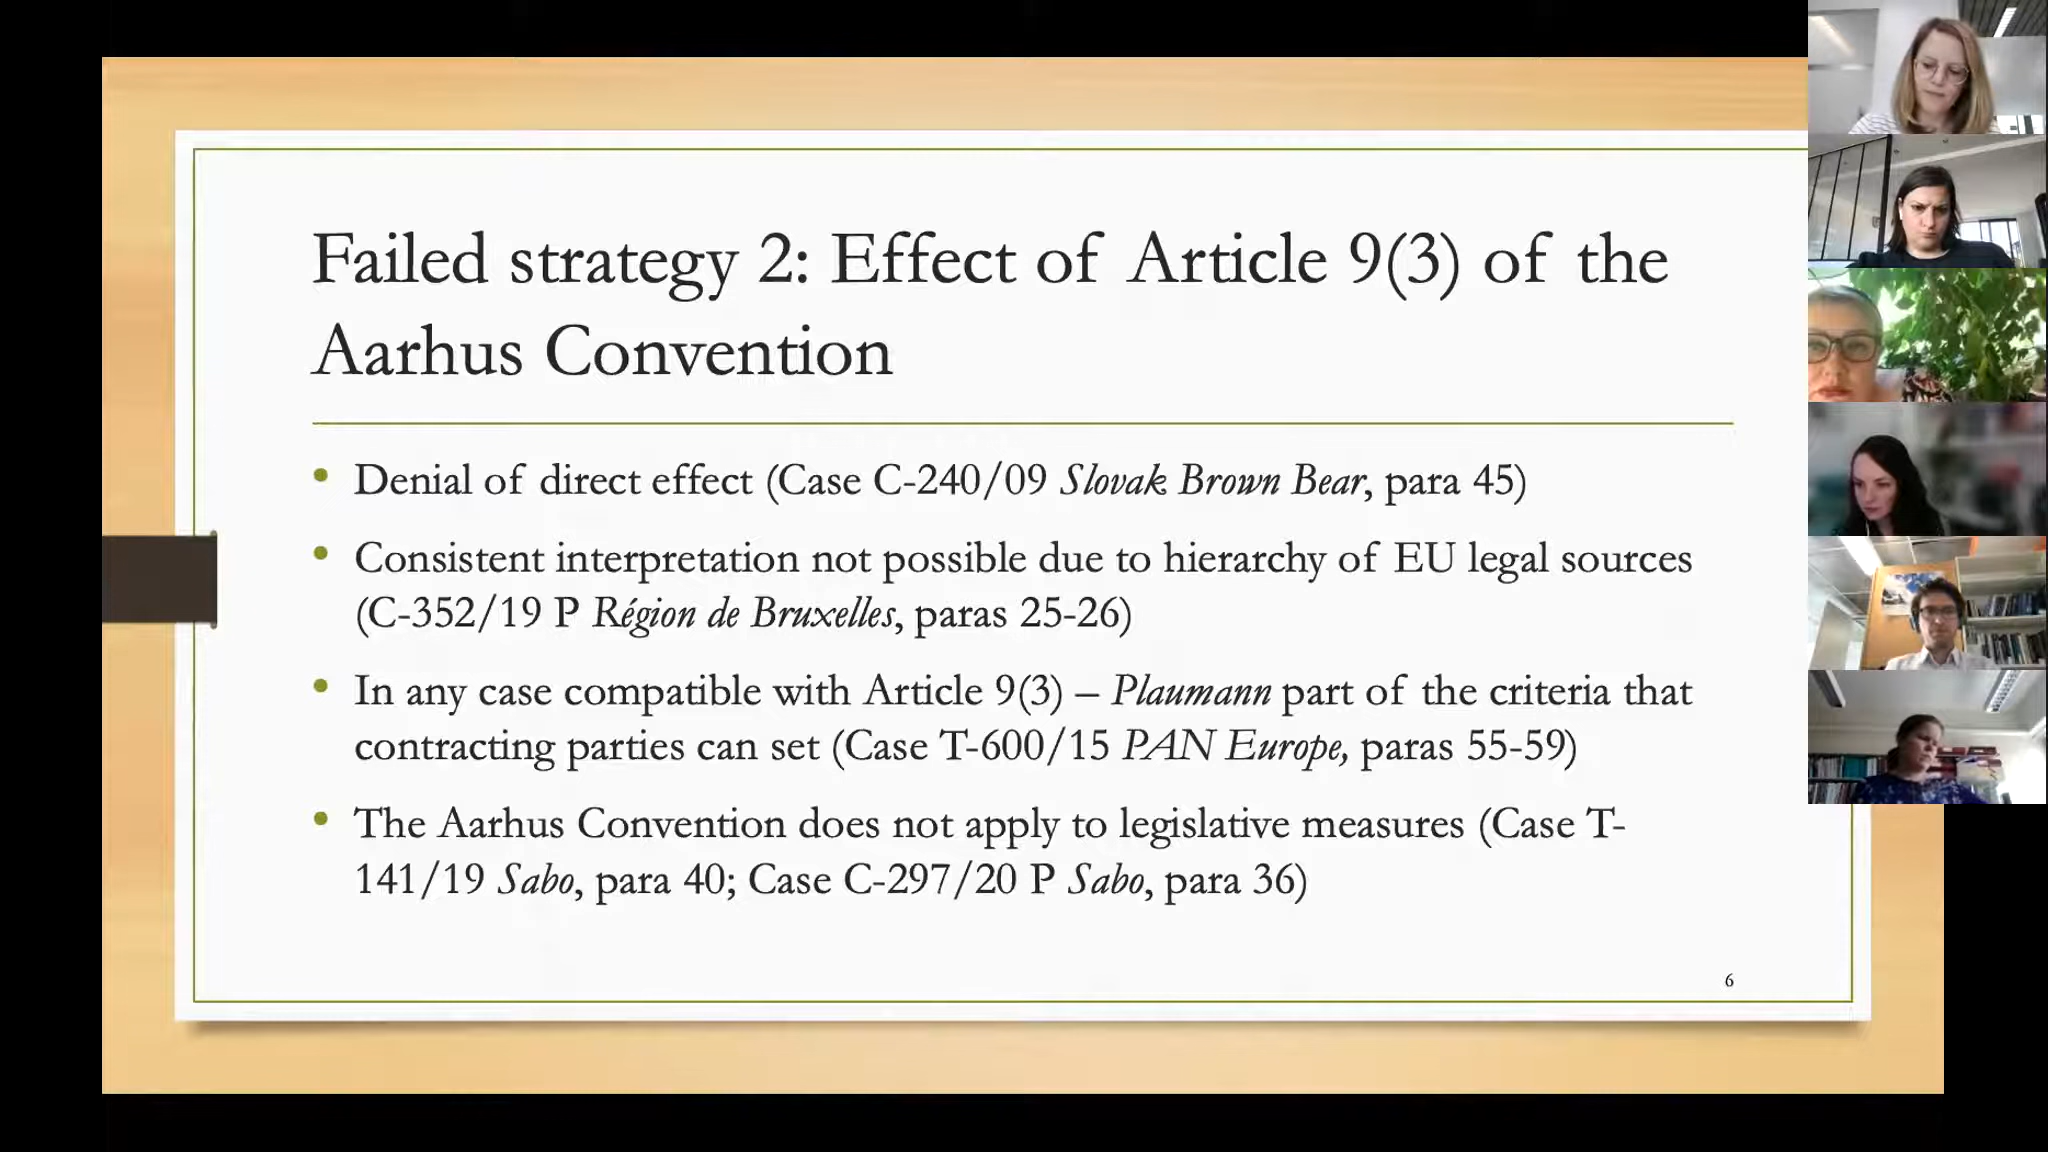 Failed strategy 2: Effect of Article 9(3) of the
Aarhus Convention
• Denial of direct effect (Case C-240/09 Slovak Brown Bear, para 45)
• Consistent interpretation not possible due to hierarchy of EU legal sources
(C-352/19 P Région de Bruxelles, paras 25-26)
• In any case compatible with Article 9(3) – Plaumann part of the criteria that
contracting parties can set (Case T-600/15 PAN Europe, paras 55-59)
• The Aarhus Convention does not apply to legislative measures (Case T-
141/19 Sabo, para 40; Case C-297/20 P Sabo, para 36)
6